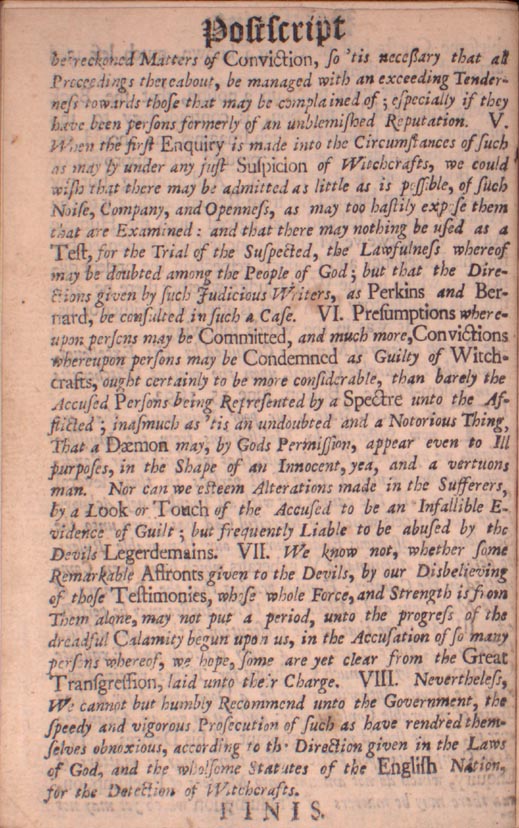 Postscript
be reckoned Matters of Conviction, so 'tis necessary that all
Proceedings thereabout, be managed with an exceeding Tender-
ness towards those that may be complained of; especially if they
have been persons formerly of an unblemished Reputation. V.
When the first Enquiry is made into the Circumstances of such
as may ly under any just Suspicion of Witchcrafts, we could
wish that there may be admitted as little as is possible, of such
Noise, Company, and Openness, as may too hastily expose them
that are Examined: and that there may nothing be used as a
Test, for the Trial of the Suspected, the Lawfulness whereof
may be doubted among the People of God; but that the Dire-
ctions given by such Judicious Writers, as Perkins and Ber-
nard, be consulted in such a Case. VI. Presumptions where-
upon persons may be Committed, and much more, Convictions
whereupon persons may be Condemned as Guilty of Witch-
crafts, ought certainly to be more considerable, than barely the
Accused Persons being Represented by a Spectre unto the Af-
flicted; inasmuch as 'tis an undoubted and a Notorious Thing,
That a Dæmon may, by Gods Permission, appear even to Ill
purposes, in the Shape of an Innocent, yea, and a vertuous
man. Nor can we esteem Alterations made in the Sufferers,
by a Look or Touch of the Accused to be an Infallible E-
vidence of Guilt; but frequently Liable to be abused by the
Devils Legerdemains. VII. We know not, whether some
Remarkable Affronts given to the Devils, by our Disbelieving
of those Testimonies, whose whole Force, and Strength is from
Them alone, may not put a period, unto the progress of the
dreadful Calamity begun upon us, in the Accusation of so many
persons whereof, we hope, some are yet clear from the Great
Transgression, laid unto their Charge. VIII. Nevertheless,
We cannot but humbly Recommend unto the Government, the
speedy and vigorous Prosecution of such as have rendred them-
selves obnoxious, according to the Direction given in the Laws
of God, and the wholsome Statutes of the English Nation,
for the Detection of Witchcrafts.
FINIS.